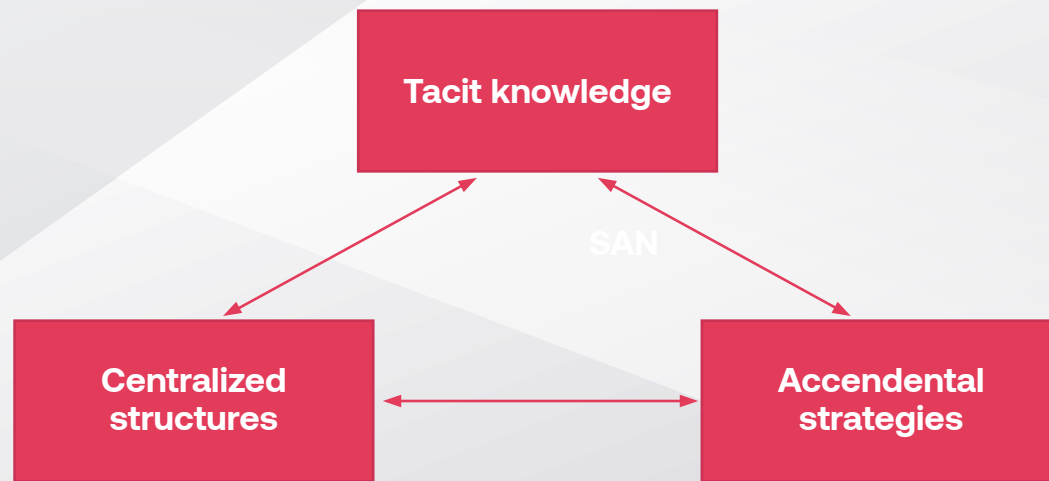 Tacit knowledge
SAN
Centralized
structures
Accendental
strategies